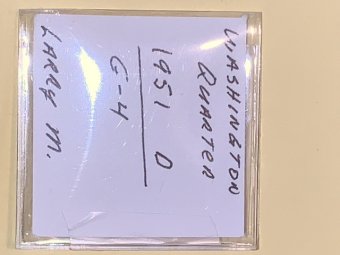 WASHINGTON
QUARTER
1951 D
G-4
LARRY M.